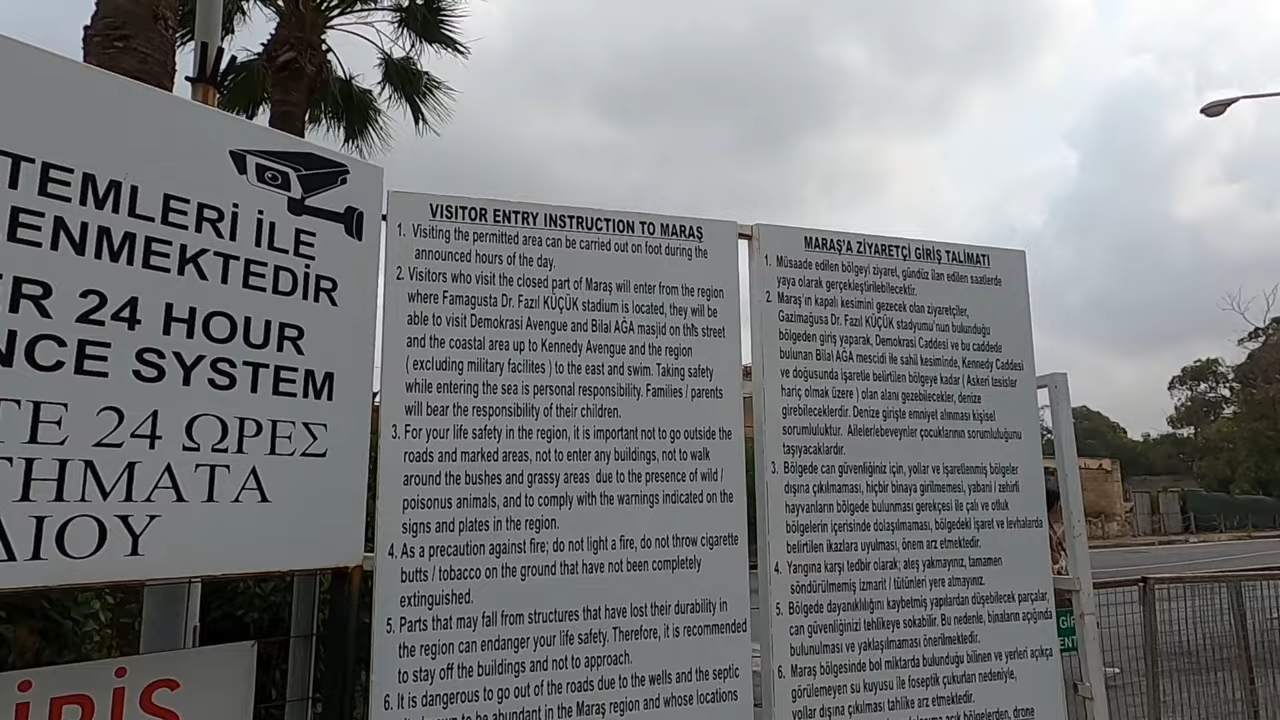 TEMLERİ İLE
ENMEKTEDİR
ER 24 HOUR
NCE SYSTEM
TE 24 ΩΡΕΣ
ΤΗΜΑΤΑ
ΔΙΟΥ
İRİŞ
VISITOR ENTRY INSTRUCTION TO MARAŞ
1. Visiting the permitted area can be carried out on foot during the
announced hours of the day.
2. Visitors who visit the closed part of Maraş will enter from the region
where Famagusta Dr. Fazıl KÜÇÜK stadium is located, they will be
able to visit Demokrasi Avengue and Bilal AĞA masjid on this street
and the coastal area up to Kennedy Avengue and the region
( excluding military facilites ) to the east and swim. Taking safety
while entering the sea is personal responsibility. Families / parents
will bear the responsibility of their children.
3. For your life safety in the region, it is important not to go outside the
roads and marked areas, not to enter any buildings, not to walk
around the bushes and grassy areas due to the presence of wild /
poisonus animals, and to comply with the warnings indicated on the
signs and plates in the region.
4. As a precaution against fire; do not light a fire, do not throw cigarette
butts / tobacco on the ground that have not been completely
extinguished.
5. Parts that may fall from structures that have lost their durability in
the region can endanger your life safety. Therefore, it is recommended
to stay off the buildings and not to approach.
6. It is dangerous to go out of the roads due to the wells and the septic
to be abundant in the Maraş region and whose locations
MARAŞ'A ZİYARETÇİ GİRİŞ TALİMATI
1. Müsaade edilen bölgeyi ziyaret, gündüz ilan edilen saatlerde
yaya olarak gerçekleştirilebilecektir.
2. Maraş'ın kapalı kesimini gezecek olan ziyaretçiler,
Gazimağusa Dr. Fazıl KÜÇÜK stadyumu'nun bulunduğu
bölgeden giriş yaparak, Demokrasi Caddesi ve bu caddede
bulunan Bilal AĞA mescidi ile sahil kesiminde, Kennedy Caddesi
ve doğusunda işaretle belirtilen bölgeye kadar ( Askeri tesisler
hariç olmak üzere ) olan alanı gezebilecekler, denize
girebileceklerdir. Denize girişte emniyet alınması kişisel
sorumluluktur. Ailelerlebeveynler çocuklarının sorumluluğunu
taşıyacaklardır.
3. Bölgede can güvenliğiniz için, yollar ve işaretlenmiş bölgeler
dışına çıkılmaması, hiçbir binaya girilmemesi, yabani / zehirli
hayvanların bölgede bulunması gerekçesi ile çalı ve otluk
bölgelerin içerisinde dolaşılmaması, bölgedeki işaret ve levhalarda
belirtilen ikazlara uyulması, önem arz etmektedir.
4. Yangına karşı tedbir olarak; ateş yakmayınız, tamamen
söndürülmemiş izmarit / tütünleri yere atmayınız.
5. Bölgede dayanıklılığını kaybetmiş yapılardan düşebilecek parçalar,
can güvenliğinizi tehlikeye sokabilir. Bu nedenle, binaların açığında
bulunulması ve yaklaşılmaması önerilmektedir.
6. Maraş bölgesinde bol miktarda bulunduğu bilinen ve yerleri açıkça
görülemeyen su kuyusu ile foseptik çukurları nedeniyle,
yollar dışına çıkılması tahlike arz etmektedir.
açık bölgelerden, drone
GİR
ENT